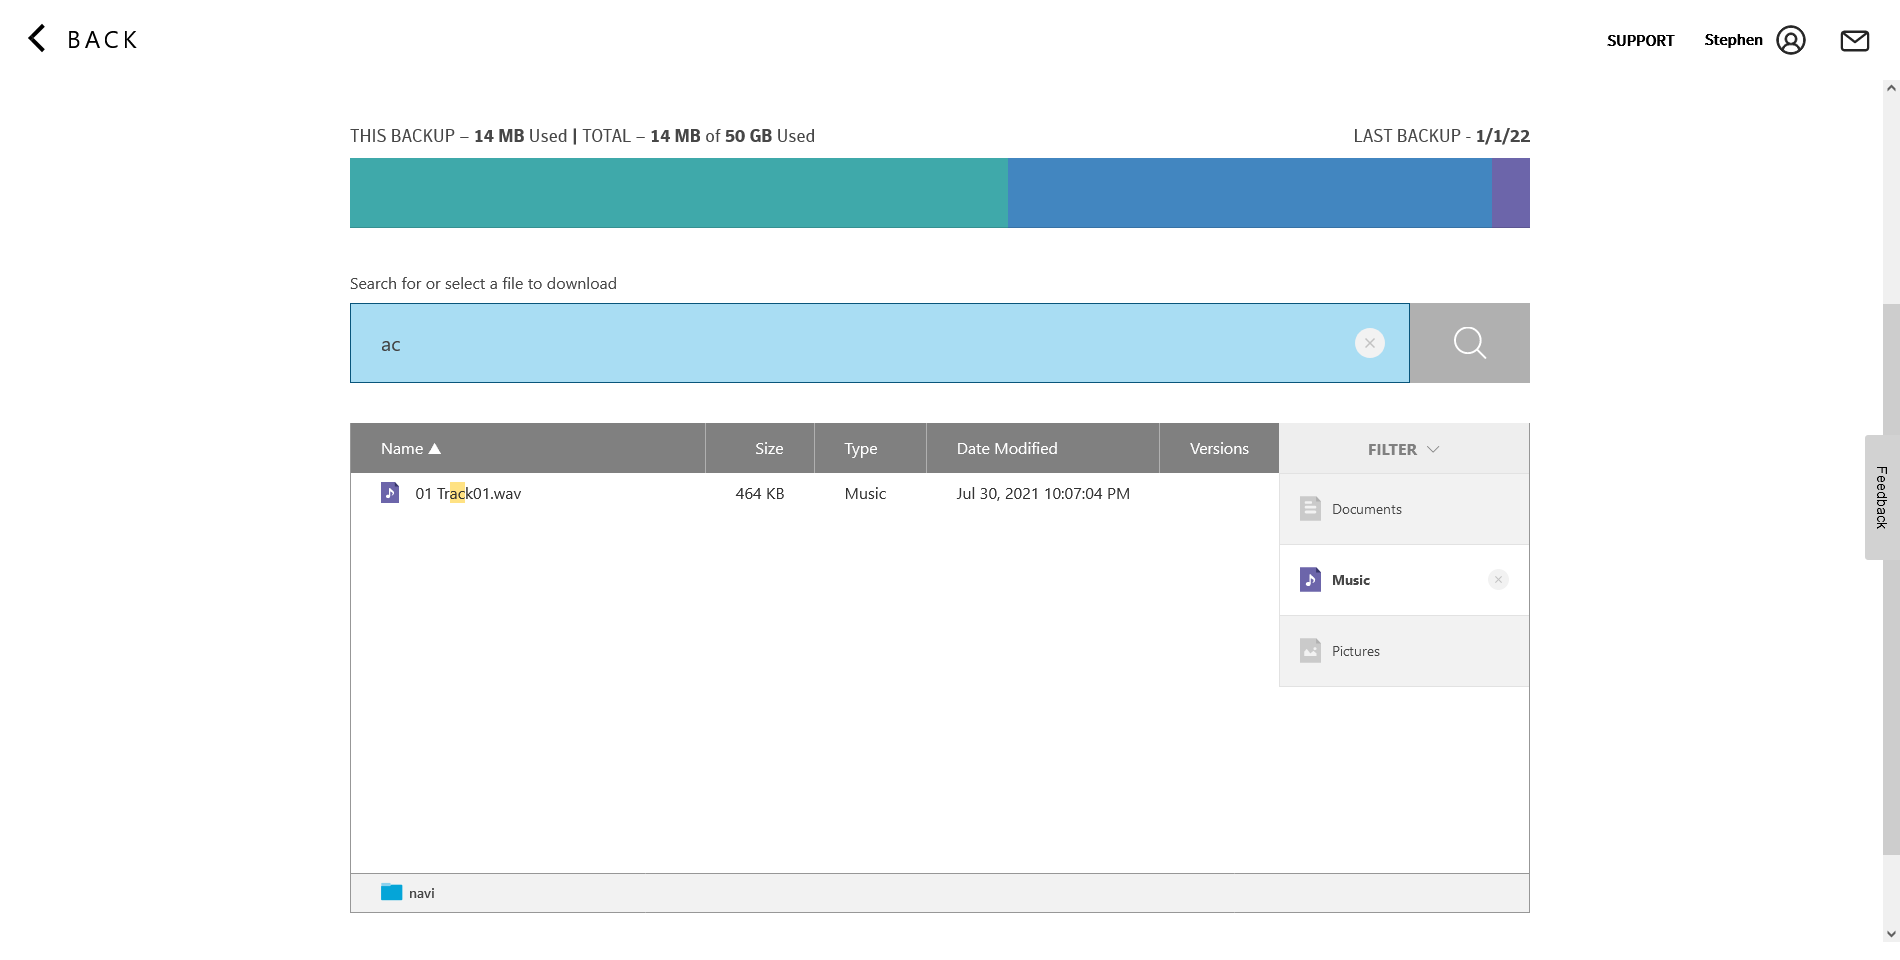 BACK
SUPPORT Stephen
THIS BACKUP – 14 MB Used | TOTAL – 14 MB of 50 GB Used LAST BACKUP - 1/1/22
Search for or select a file to download
ac
Name Size Type Date Modified Versions FILTER
01 Track01.wav 464 KB Music Jul 30, 2021 10:07:04 PM
Documents
Music
Pictures
navi
Feedback